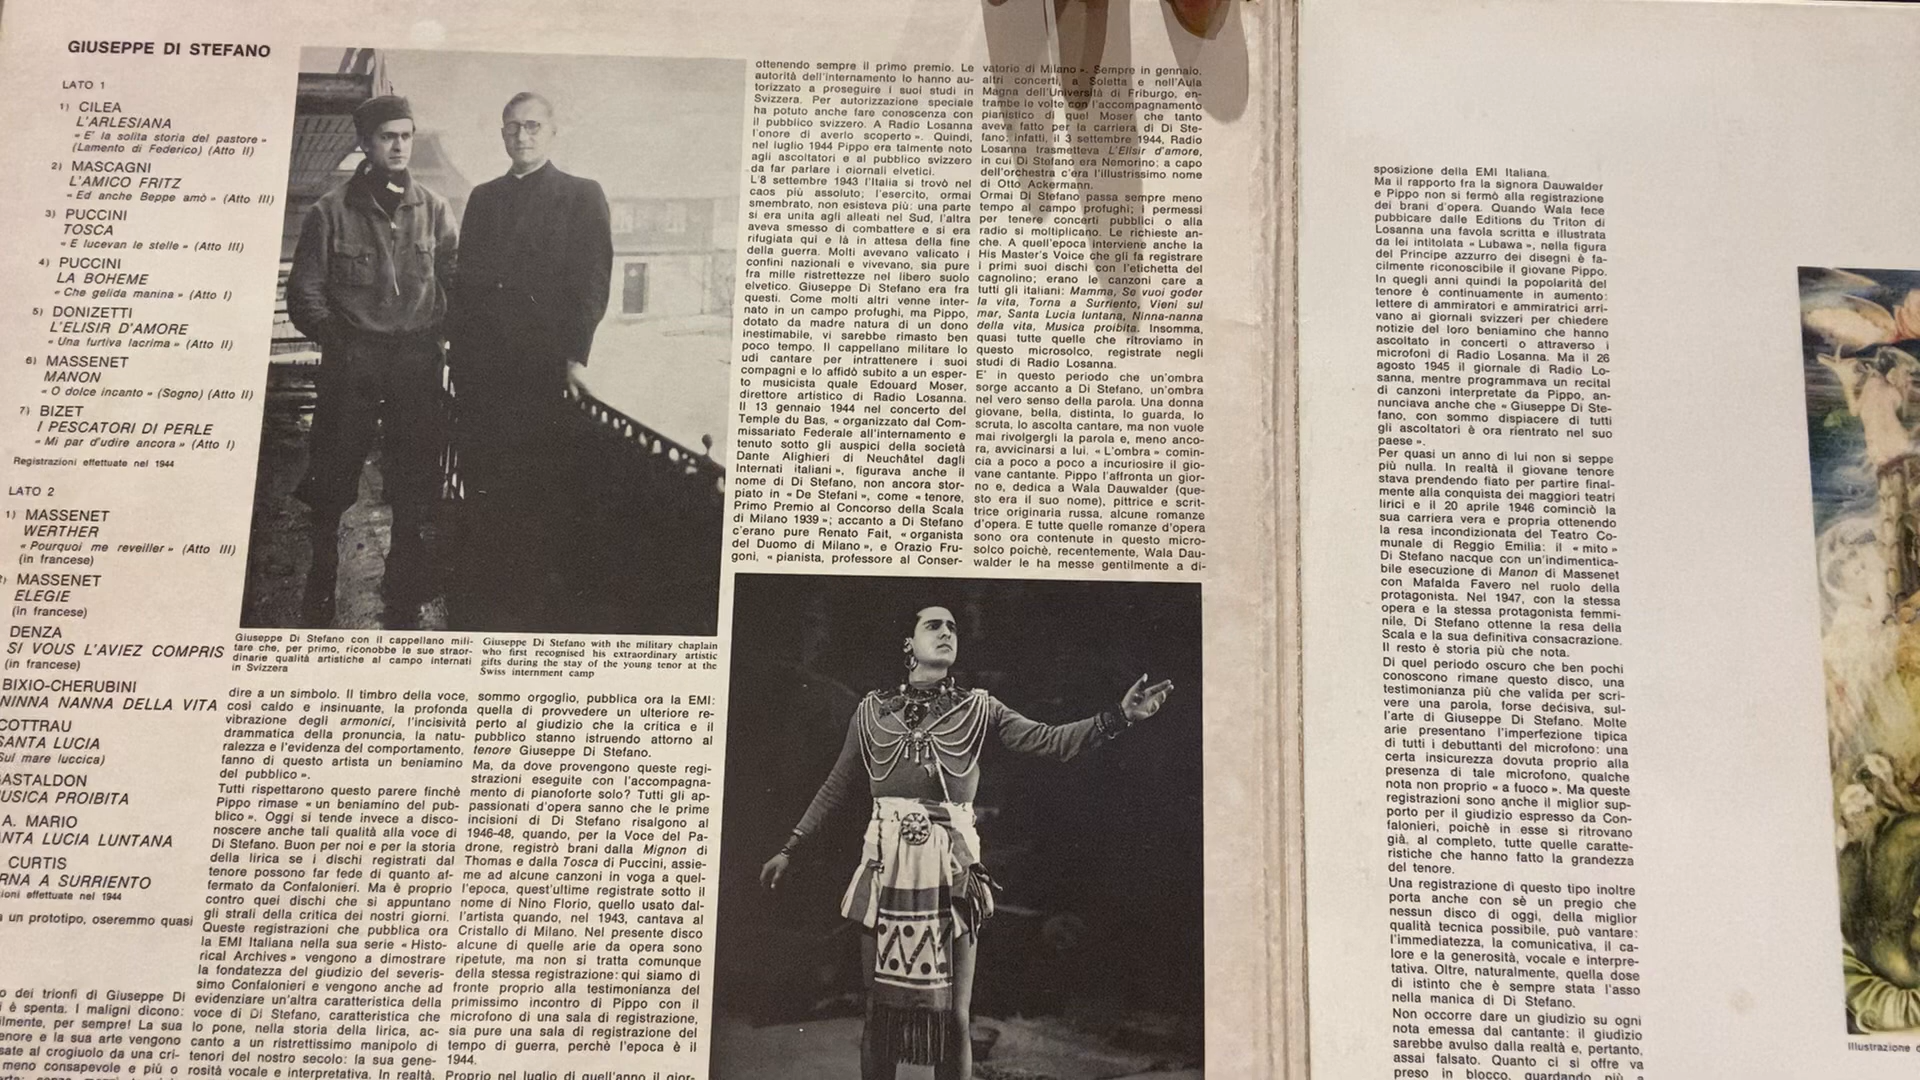 GIUSEPPE DI STEFANO
LATO 1
1) CILEA
L'ARLESIANA
« E' la solita storia del pastore »
(Lamento di Federico) (Atto II)
2) MASCAGNI
L'AMICO FRITZ
« Ed anche Beppe amò » (Atto III)
3) PUCCINI
TOSCA
« E lucevan le stelle » (Atto III)
4) PUCCINI
LA BOHEME
« Che gelida manina » (Atto I)
5) DONIZETTI
L'ELISIR D'AMORE
« Una furtiva lacrima » (Atto II)
6) MASSENET
MANON
« O dolce incanto » (Sogno) (Atto II)
7) BIZET
I PESCATORI DI PERLE
« Mi par d'udire ancora » (Atto I)
Registrazioni effettuate nel 1944
LATO 2
1) MASSENET
WERTHER
« Pourquoi me reveiller » (Atto III)
(in francese)
MASSENET
ELEGIE
(in francese)
DENZA
SI VOUS L'AVIEZ COMPRIS
(in francese)
BIXIO-CHERUBINI
NINNA NANNA DELLA VITA
COTTRAU
SANTA LUCIA
Sul mare luccica)
ASTALDON
USICA PROIBITA
A. MARIO
NTA LUCIA LUNTANA
CURTIS
RNA A SURRIENTO
ioni effettuate nel 1944
un prototipo, oseremmo quasi
o dei trionfi di Giuseppe Di
è spenta. I maligni dicono:
ilmente, per sempre! La sua
enore e la sua arte vengono
sate al crogiuolo da una cri-
meno consapevole e più o
Giuseppe Di Stefano con il cappellano mili-
tare che, per primo, riconobbe le sue straor-
dinarie qualità artistiche al campo internati
in Svizzera
Giuseppe Di Stefano with the military chaplain
who first recognised his extraordinary artistic
gifts during the stay of the young tenor at the
Swiss internment camp
dire a un simbolo. Il timbro della voce,
così caldo e insinuante, la profonda
vibrazione degli armonici, l'incisività
drammatica della pronuncia, la natu-
ralezza e l'evidenza del comportamento,
fanno di questo artista un beniamino
del pubblico ».
Tutti rispettarono questo parere finchè
Pippo rimase « un beniamino del pub-
blico ». Oggi si tende invece a disco-
noscere anche tali qualità alla voce di
Di Stefano. Buon per noi e per la storia
della lirica se i dischi registrati dal
tenore possono far fede di quanto af-
fermato da Confalonieri. Ma è proprio
contro quei dischi che si appuntano
gli strali della critica dei nostri giorni.
Queste registrazioni che pubblica ora
la EMI Italiana nella sua serie « Histo-
rical Archives » vengono a dimostrare
la fondatezza del giudizio del severis-
simo Confalonieri e vengono anche ad
evidenziare un'altra caratteristica della
voce di Di Stefano, caratteristica che
lo pone, nella storia della lirica, ac-
canto a un ristrettissimo manipolo di
tenori del nostro secolo: la sua gene-
rosità vocale e interpretativa. In realtà,
sommo orgoglio, pubblica ora la EMI:
quella di provvedere un ulteriore re-
perto al giudizio che la critica e il
pubblico stanno istruendo attorno al
tenore Giuseppe Di Stefano.
Ma, da dove provengono queste regi-
strazioni eseguite con l'accompagna-
mento di pianoforte solo? Tutti gli ap-
passionati d'opera sanno che le prime
incisioni di Di Stefano risalgono al
1946-48, quando, per la Voce del Pa-
drone, registrò brani dalla Mignon di
Thomas e dalla Tosca di Puccini, assie-
me ad alcune canzoni in voga a quel-
l'epoca, quest'ultime registrate sotto il
nome di Nino Florio, quello usato dal-
l'artista quando, nel 1943, cantava al
Cristallo di Milano. Nel presente disco
alcune di quelle arie da opera sono
ripetute, ma non si tratta comunque
della stessa registrazione: qui siamo di
fronte proprio alla testimonianza del
primissimo incontro di Pippo con il
microfono di una sala di registrazione,
sia pure una sala di registrazione del
tempo di guerra, perchè l'epoca è il
1944.
Proprio nel luglio di quell'anno il gior-
ottenendo sempre il primo premio. Le
autorità dell'internamento lo hanno au-
torizzato a proseguire i suoi studi in
Svizzera. Per autorizzazione speciale
ha potuto anche fare conoscenza con
il pubblico svizzero. A Radio Losanna
l'onore di averlo scoperto ». Quindi,
nel luglio 1944 Pippo era talmente noto
agli ascoltatori e al pubblico svizzero
da far parlare i giornali elvetici.
L'8 settembre 1943 l'Italia si trovò nel
caos più assoluto; l'esercito, ormai
smembrato, non esisteva più: una parte
si era unita agli alleati nel Sud, l'altra
aveva smesso di combattere e si era
rifugiata qui e là in attesa della fine
della guerra. Molti avevano valicato i
confini nazionali e vivevano, sia pure
fra mille ristrettezze nel libero suolo
elvetico. Giuseppe Di Stefano era fra
questi. Come molti altri venne inter-
nato in un campo profughi, ma Pippo,
dotato da madre natura di un dono
inestimabile, vi sarebbe rimasto ben
poco tempo. Il cappellano militare lo
udì cantare per intrattenere i suoi
compagni e lo affidò subito a un esper-
to musicista quale Edouard Moser,
direttore artistico di Radio Losanna.
Il 13 gennaio 1944 nel concerto del
Temple du Bas, « organizzato dal Com-
missariato Federale all'internamento e
tenuto sotto gli auspici della società
Dante Alighieri di Neuchâtel dagli
Internati italiani », figurava anche il
nome di Di Stefano, non ancora stor-
piato in « De Stefani », come « tenore,
Primo Premio al Concorso della Scala
di Milano 1939 »; accanto a Di Stefano
c'erano pure Renato Fait, « organista
del Duomo di Milano », e Orazio Fru-
goni, « pianista, professore al Conser-
vatorio di Milano ». Sempre in gennaio,
altri concerti, a Soletta e nell'Aula
Magna dell'Università di Friburgo, en-
trambe le volte con l'accompagnamento
pianistico di quel Moser che tanto
aveva fatto per la carriera di Di Ste-
fano; infatti, il 3 settembre 1944, Radio
Losanna trasmetteva L'Elisir d'amore,
in cui Di Stefano era Nemorino; a capo
dell'orchestra c'era l'illustrissimo nome
di Otto Ackermann.
Ormai Di Stefano passa sempre meno
tempo al campo profughi; i permessi
per tenere concerti pubblici o alla
radio si moltiplicano. Le richieste an-
che. A quell'epoca interviene anche la
His Master's Voice che gli fa registrare
i primi suoi dischi con l'etichetta del
cagnolino; erano le canzoni care a
tutti gli italiani: Mamma, Se vuoi goder
la vita, Torna a Surriento, Vieni sul
mar, Santa Lucia luntana, Ninna-nanna
della vita, Musica proibita. Insomma,
quasi tutte quelle che ritroviamo in
questo microsolco, registrate negli
studi di Radio Losanna.
E' in questo periodo che un'ombra
sorge accanto a Di Stefano, un'ombra
nel vero senso della parola. Una donna
giovane, bella, distinta, lo guarda, lo
scruta, lo ascolta cantare, ma non vuole
mai rivolgergli la parola e, meno anco-
ra, avvicinarsi a lui. « L'ombra » comin-
cia a poco a poco a incuriosire il gio-
vane cantante. Pippo l'affronta un gior-
no e, dedica a Wala Dauwalder (que-
sto era il suo nome), pittrice e scrit-
trice originaria russa, alcune romanze
d'opera. E tutte quelle romanze d'opera
sono ora contenute in questo micro-
solco poichè, recentemente, Wala Dau-
walder le ha messe gentilmente a di-
sposizione della EMI Italiana.
Ma il rapporto fra la signora Dauwalder
e Pippo non si fermò alla registrazione
dei brani d'opera. Quando Wala fece
pubbicare dalle Editions du Triton di
Losanna una favola scritta e illustrata
da lei intitolata « Lubawa », nella figura
del Principe azzurro dei disegni è fa-
cilmente riconoscibile il giovane Pippo.
In quegli anni quindi la popolarità del
tenore è continuamente in aumento:
lettere di ammiratori e ammiratrici arri-
vano ai giornali svizzeri per chiedere
notizie del loro beniamino che hanno
ascoltato in concerti o attraverso i
microfoni di Radio Losanna. Ma il 26
agosto 1945 il giornale di Radio Lo-
sanna, mentre programmava un recital
di canzoni interpretate da Pippo, an-
nunciava anche che « Giuseppe Di Ste-
fano, con sommo dispiacere di tutti
gli ascoltatori è ora rientrato nel suo
paese ».
Per quasi un anno di lui non si seppe
più nulla. In realtà il giovane tenore
stava prendendo fiato per partire final-
mente alla conquista dei maggiori teatri
lirici e il 20 aprile 1946 cominciò la
sua carriera vera e propria ottenendo
la resa incondizionata del Teatro Co-
munale di Reggio Emilia: il « mito »
Di Stefano nacque con un'indimentica-
bile esecuzione di Manon di Massenet
con Mafalda Favero nel ruolo della
protagonista. Nel 1947, con la stessa
opera e la stessa protagonista femmi-
nile, Di Stefano ottenne la resa della
Scala e la sua definitiva consacrazione.
Il resto è storia più che nota.
Di quel periodo oscuro che ben pochi
conoscono rimane questo disco, una
testimonianza più che valida per scri-
vere una parola, forse decisiva, sul-
l'arte di Giuseppe Di Stefano. Molte
arie presentano l'imperfezione tipica
di tutti i debuttanti del microfono: una
certa insicurezza dovuta proprio alla
presenza di tale microfono, qualche
nota non proprio « a fuoco ». Ma queste
registrazioni sono anche il miglior sup-
porto per il giudizio espresso da Con-
falonieri, poichè in esse si ritrovano
già, al completo, tutte quelle caratte-
ristiche che hanno fatto la grandezza
del tenore.
Una registrazione di questo tipo inoltre
porta anche con sè un pregio che
nessun disco di oggi, della miglior
qualità tecnica possibile, può vantare:
l'immediatezza, la comunicativa, il ca-
lore e la generosità, vocale e interpre-
tativa. Oltre, naturalmente, quella dose
di istinto che è sempre stata l'asso
nella manica di Di Stefano.
Non occorre dare un giudizio su ogni
nota emessa dal cantante: il giudizio
sarebbe avulso dalla realtà e, pertanto,
assai falsato. Quanto ci si offre va
preso in blocco, guardando più a
Illustrazione